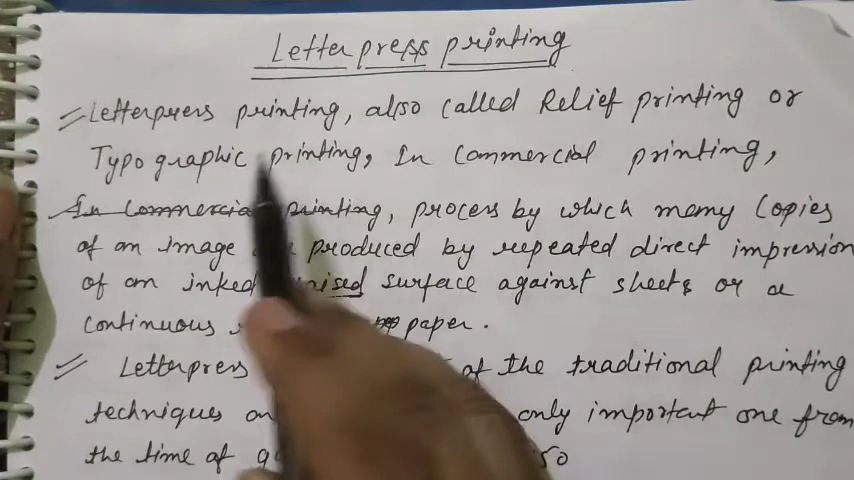 Letterpress printing
Letterpress printing, also called Relief printing or
Typographic printing, In Commercial printing,
In Commercial printing, process by which many Copies
of an image produced by repeated direct impression
of an inked surface against sheets or a
continuous paper.
Letterpress of the traditional printing
techniques only important one from
the time of